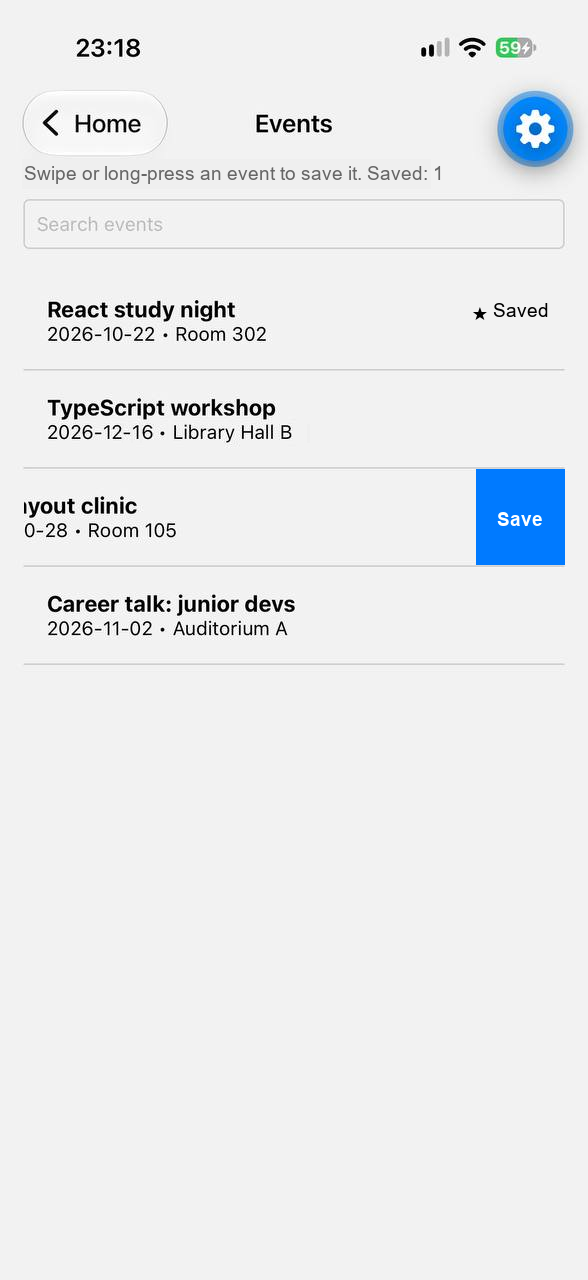 23:18
59
Home
Events
Swipe or long-press an event to save it. Saved: 1
Search events
React study night
★ Saved
2026-10-22 • Room 302
TypeScript workshop
2026-12-16 • Library Hall B
yout clinic
0-28 • Room 105
Save
Career talk: junior devs
2026-11-02 • Auditorium A